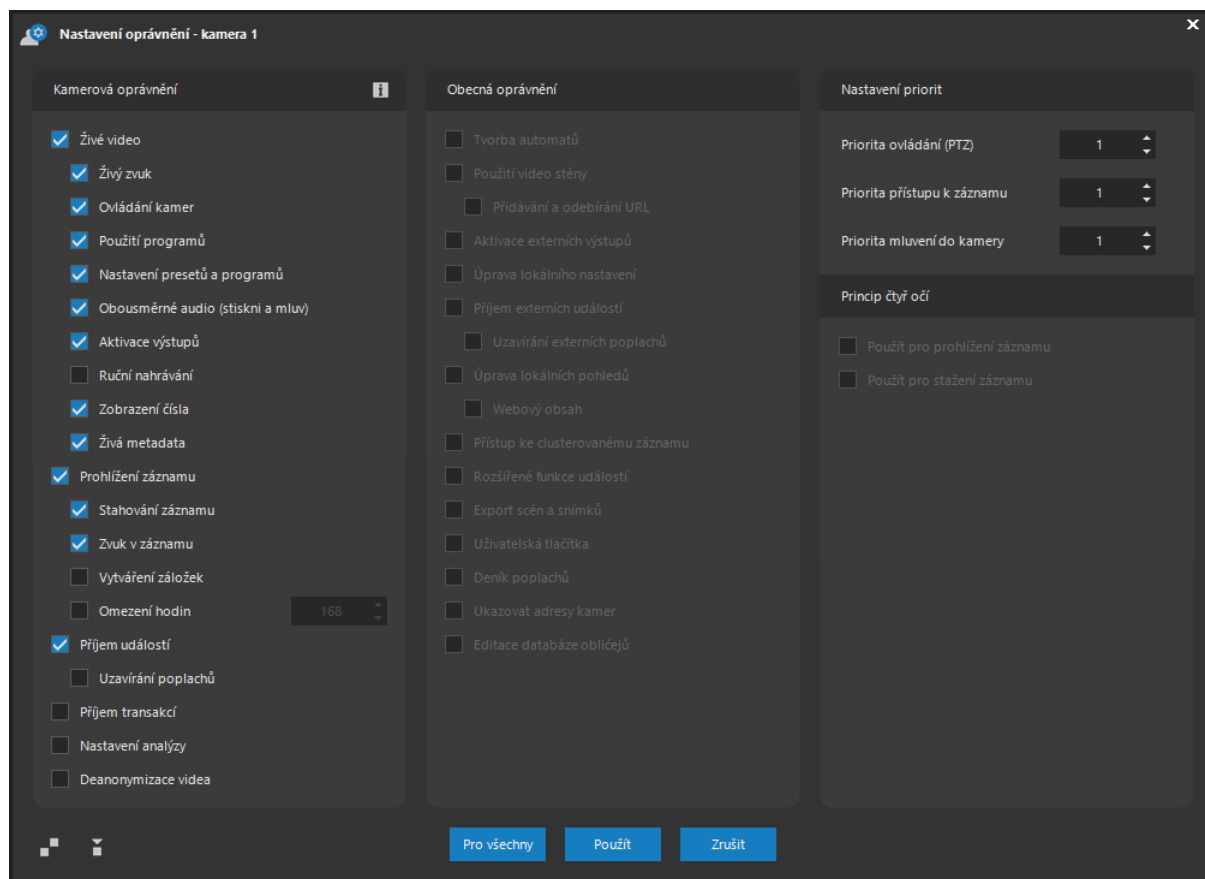 Nastavení oprávnění - kamera 1
Kamerová oprávnění
Živé video
Živý zvuk
Ovládání kamer
Použití programů
Nastavení presetů a programů
Obousměrné audio (stiskni a mluv)
Aktivace výstupů
Ruční nahrávání
Zobrazení čísla
Živá metadata
Prohlížení záznamu
Stahování záznamu
Zvuk v záznamu
Vytváření záložek
Omezení hodin 168
Příjem událostí
Uzavírání poplachů
Příjem transakcí
Nastavení analýzy
Deanonymizace videa
Obecná oprávnění
Tvorba automatů
Použití video stěny
Přidávání a odebírání URL
Aktivace externích výstupů
Úprava lokálního nastavení
Příjem externích událostí
Uzavírání externích poplachů
Úprava lokálních pohledů
Webový obsah
Přístup ke clusterovanému záznamu
Rozšířené funkce událostí
Export scén a snímků
Uživatelská tlačítka
Deník poplachů
Ukazovat adresy kamer
Editace databáze obličejů
Nastavení priorit
Priorita ovládání (PTZ) 1
Priorita přístupu k záznamu 1
Priorita mluvení do kamery 1
Princip čtyř očí
Použít pro prohlížení záznamu
Použít pro stažení záznamu
Pro všechny
Použít
Zrušit